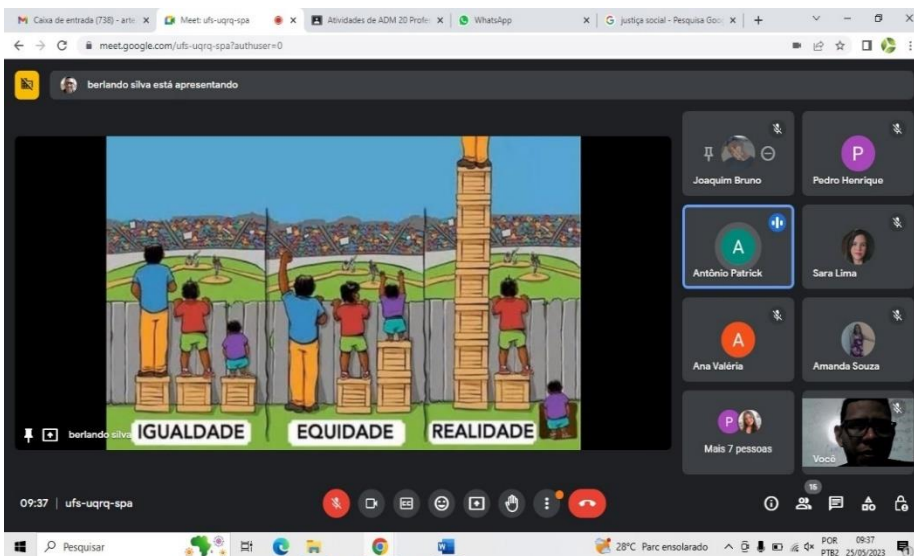 Caixa de entrada (738) - arte.
Meet: ufs-uqrq-spa
Atividades de ADM 20 Profes
WhatsApp
justiça social - Pesquisa Goo
meet.google.com/ufs-uqrq-spa?authuser=0
berlando silva está apresentando
Joaquim Bruno
P
Pedro Henrique
A
Antônio Patrick
Sara Lima
A
Ana Valéria
Amanda Souza
P
Mais 7 pessoas
Você
berlando silva
IGUALDADE
EQUIDADE
REALIDADE
09:37 | ufs-uqrq-spa
15
Pesquisar
28°C Parc ensolarado
POR
PTB2
09:37
25/05/2023